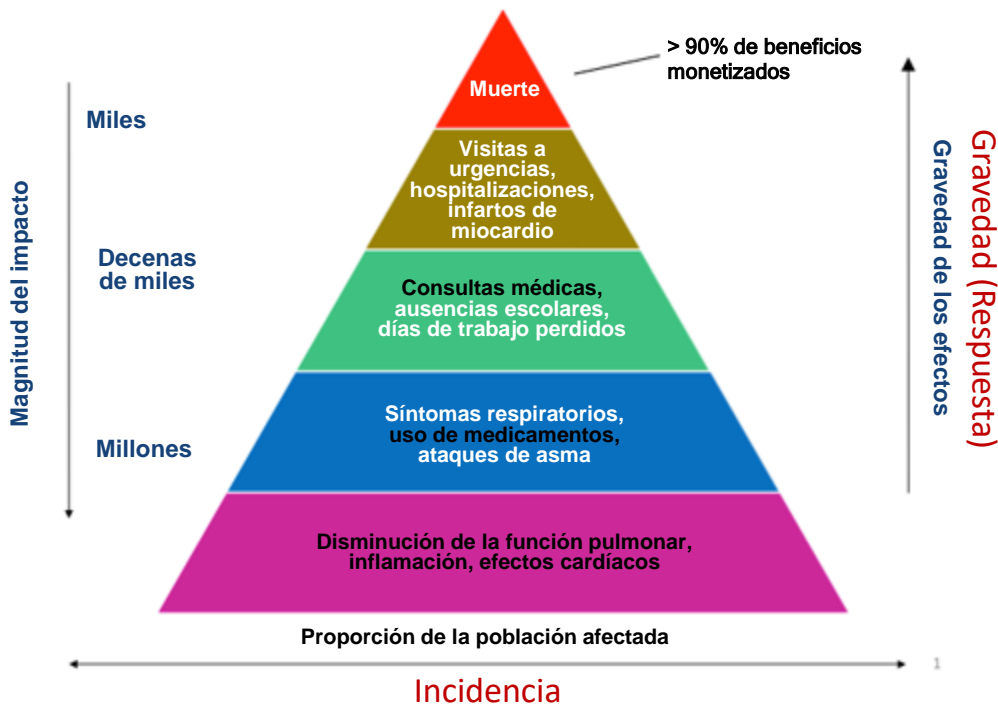 > 90% de beneficios
monetizados
Muerte
Miles
Visitas a
urgencias,
hospitalizaciones,
infartos de
miocardio
Magnitud del impacto
Decenas
de miles
Consultas médicas,
ausencias escolares,
días de trabajo perdidos
Gravedad de los efectos
Gravedad (Respuesta)
Millones
Síntomas respiratorios,
uso de medicamentos,
ataques de asma
Disminución de la función pulmonar,
inflamación, efectos cardíacos
Proporción de la población afectada
1
Incidencia